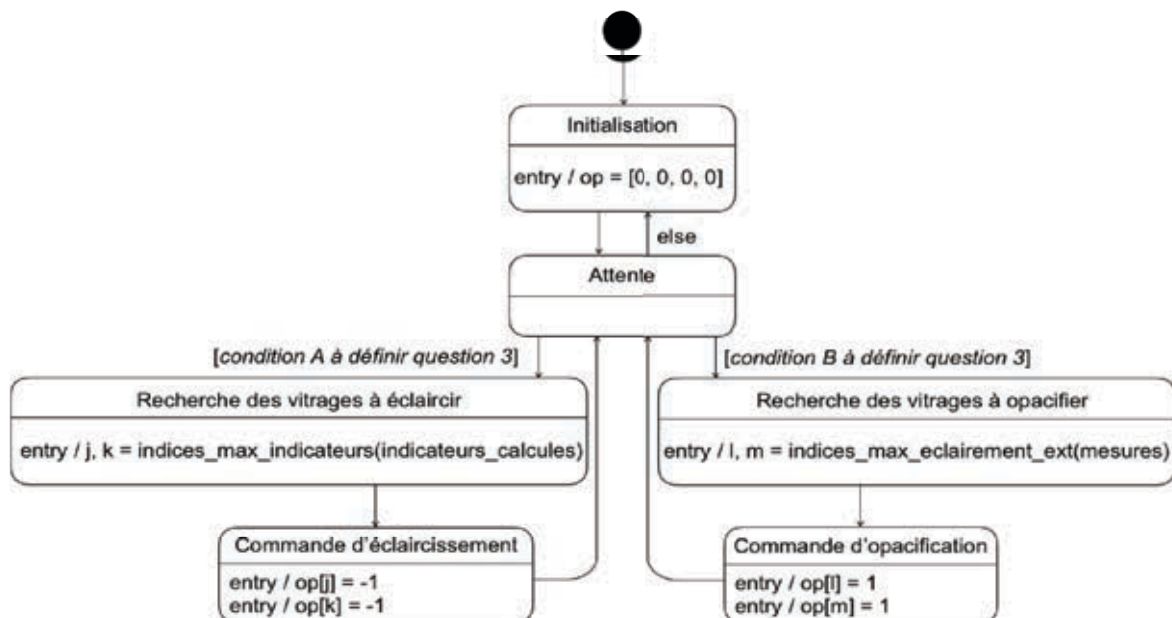 Initialisation
entry / op = [0, 0, 0, 0]
else
Attente
[condition A à définir question 3]
[condition B à définir question 3]
Recherche des vitrages à éclaircir
entry / j, k = indices_max_indicateurs(indicateurs_calcules)
Recherche des vitrages à opacifier
entry / l, m = indices_max_eclairement_ext(mesures)
Commande d'éclaircissement
entry / op[j] = -1
entry / op[k] = -1
Commande d'opacification
entry / op[l] = 1
entry / op[m] = 1